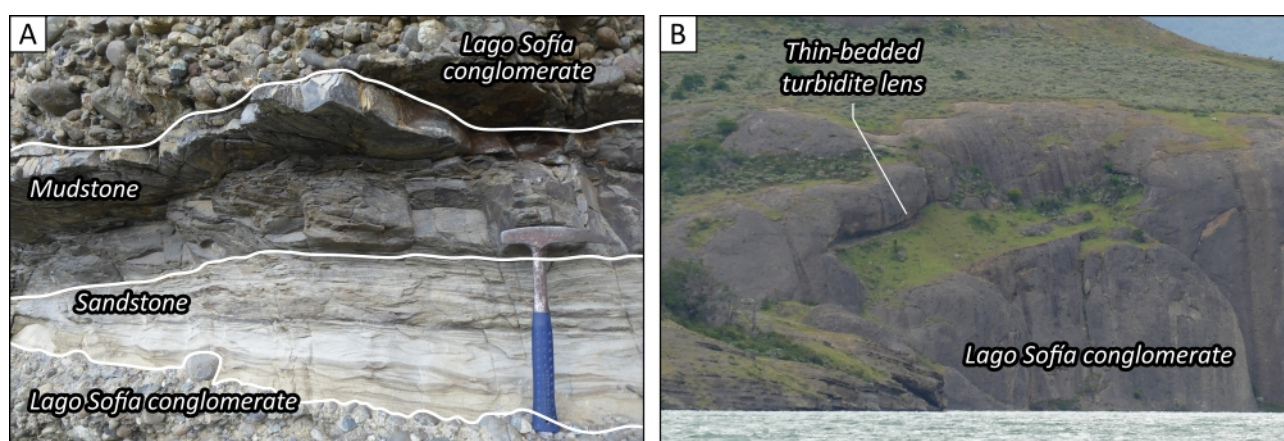 A
Lago Sofía
conglomerate
Mudstone
Sandstone
Lago Sofía conglomerate
B
Thin-bedded
turbidite lens
Lago Sofía conglomerate